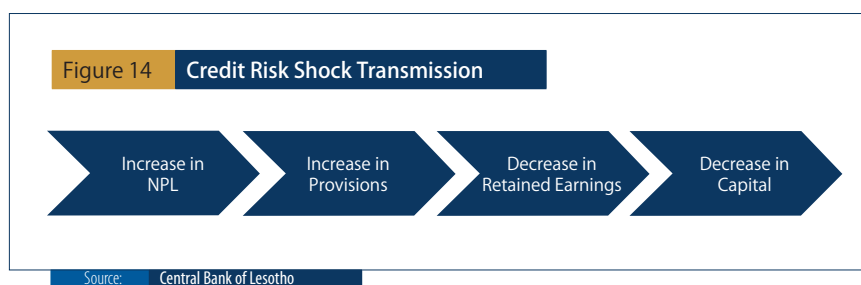 Figure 14 Credit Risk Shock Transmission
Increase in
NPL
Increase in
Provisions
Decrease in
Retained Earnings
Decrease in
Capital
Source: Central Bank of Lesotho